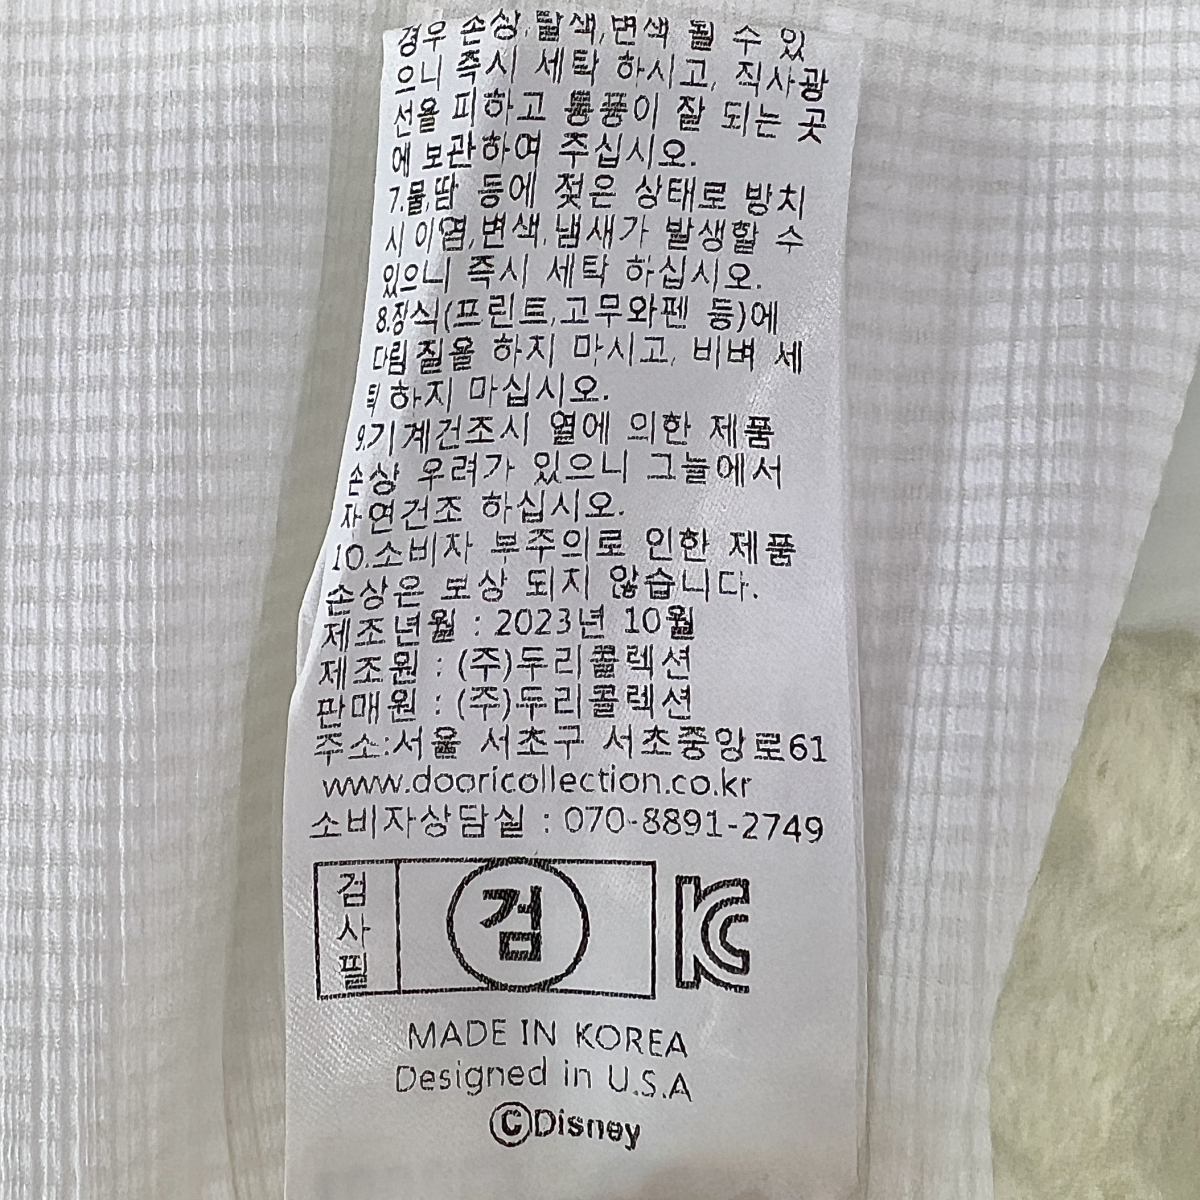 경우 손상,탈색,변색 될 수 있
으니 즉시 세탁 하시고, 직사광
선을 피하고 통풍이 잘 되는 곳
에 보관하여 주십시오.
7.물,땀 등에 젖은 상태로 방치
시 이염,변색,냄새가 발생할 수
있으니 즉시 세탁 하십시오.
8.장식(프린트,고무와펜 등)에
다림질을 하지 마시고, 비벼 세
탁 하지 마십시오.
9.기계건조시 열에 의한 제품
손상 우려가 있으니 그늘에서
자연건조 하십시오.
10.소비자 부주의로 인한 제품
손상은 보상 되지 않습니다.
제조년월 : 2023년 10월
제조원 : (주)두리콜렉션
판매원 : (주)두리콜렉션
주소:서울 서초구 서초중앙로61
www.dooricollection.co.kr
소비자상담실 : 070-8891-2749
검사필
검
KC
MADE IN KOREA
Designed in U.S.A
©Disney